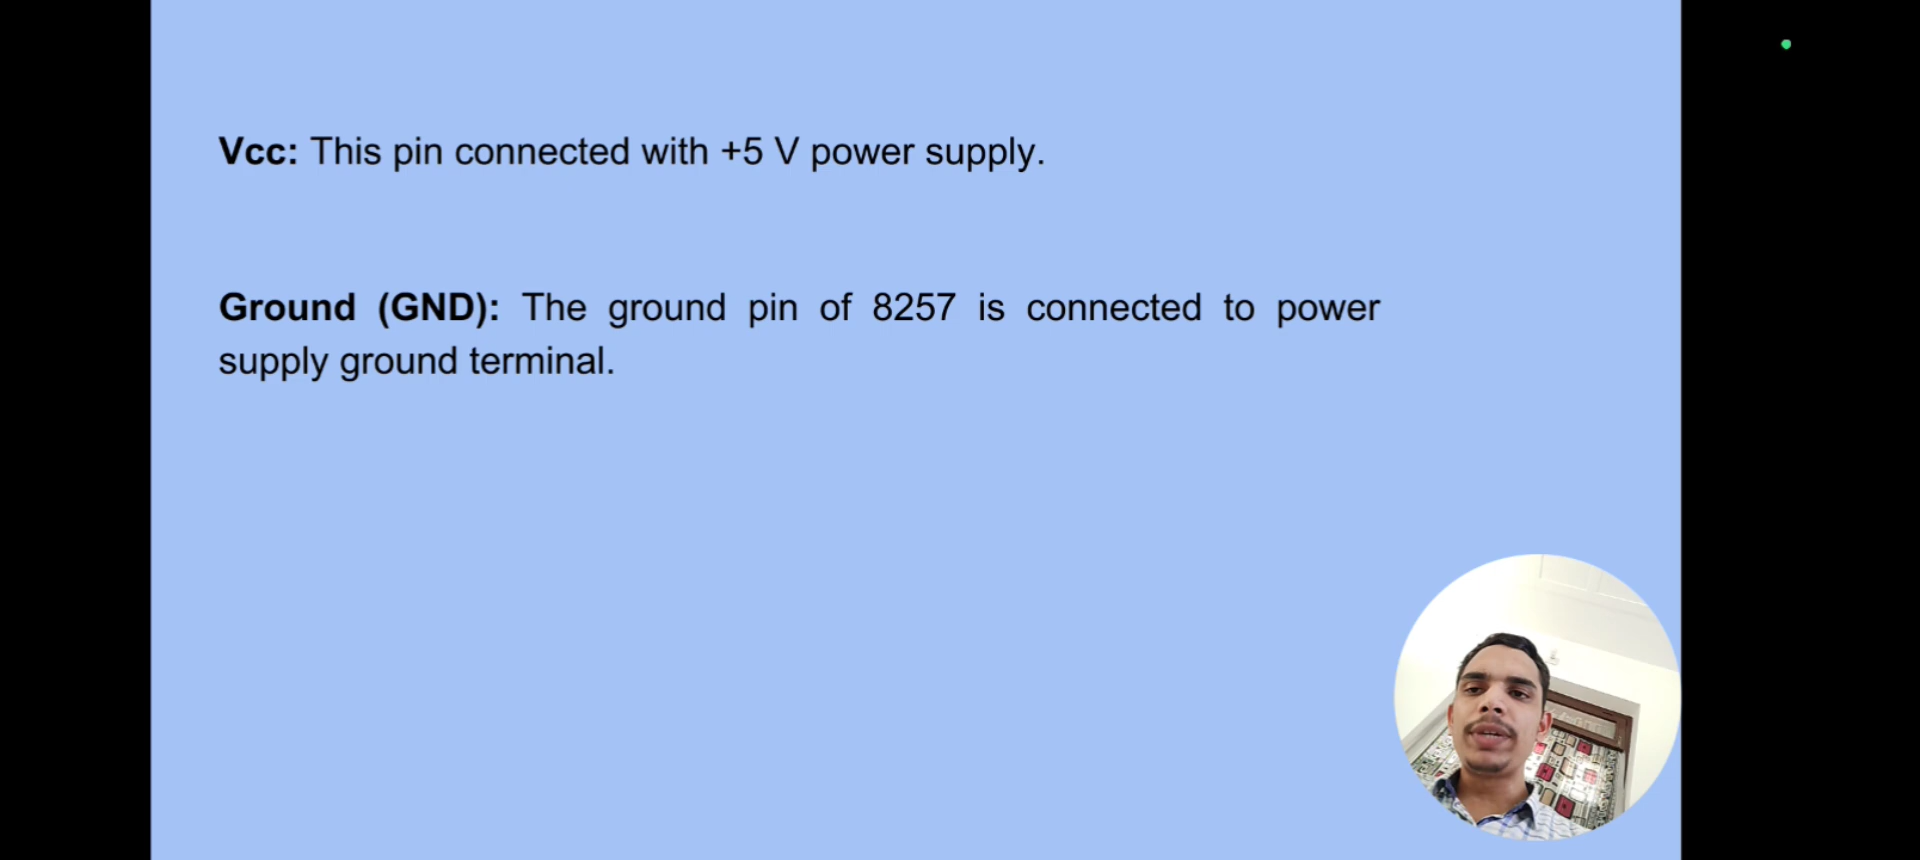 Vcc: This pin connected with +5 V power supply.
Ground (GND): The ground pin of 8257 is connected to power
supply ground terminal.